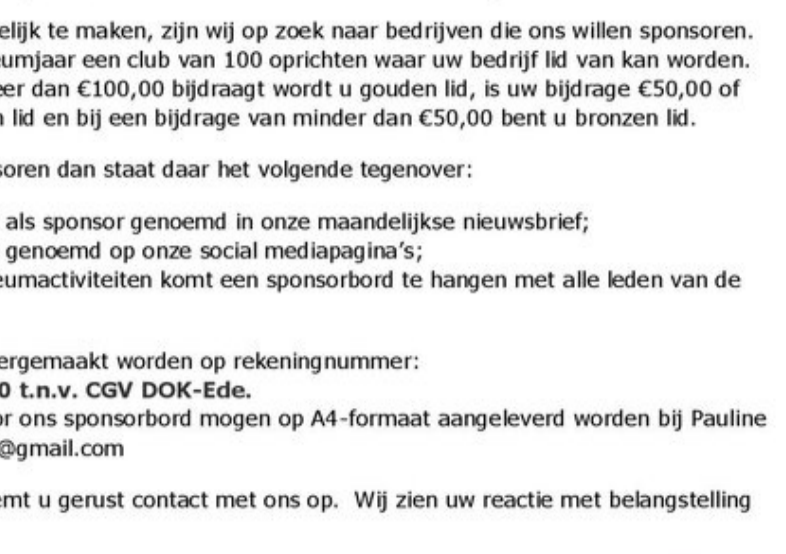 elijk te maken, zijn wij op zoek naar bedrijven die ons willen sponsoren.
umjaar een club van 100 oprichten waar uw bedrijf lid van kan worden.
er dan €100,00 bijdraagt wordt u gouden lid, is uw bijdrage €50,00 of
lid en bij een bijdrage van minder dan €50,00 bent u bronzen lid.
soren dan staat daar het volgende tegenover:
als sponsor genoemd in onze maandelijkse nieuwsbrief;
genoemd op onze social mediapagina's;
eumactiviteiten komt een sponsorbord te hangen met alle leden van de
ergemaakt worden op rekeningnummer:
0 t.n.v. CGV DOK-Ede.
or ons sponsorbord mogen op A4-formaat aangeleverd worden bij Pauline
@gmail.com
emt u gerust contact met ons op. Wij zien uw reactie met belangstelling